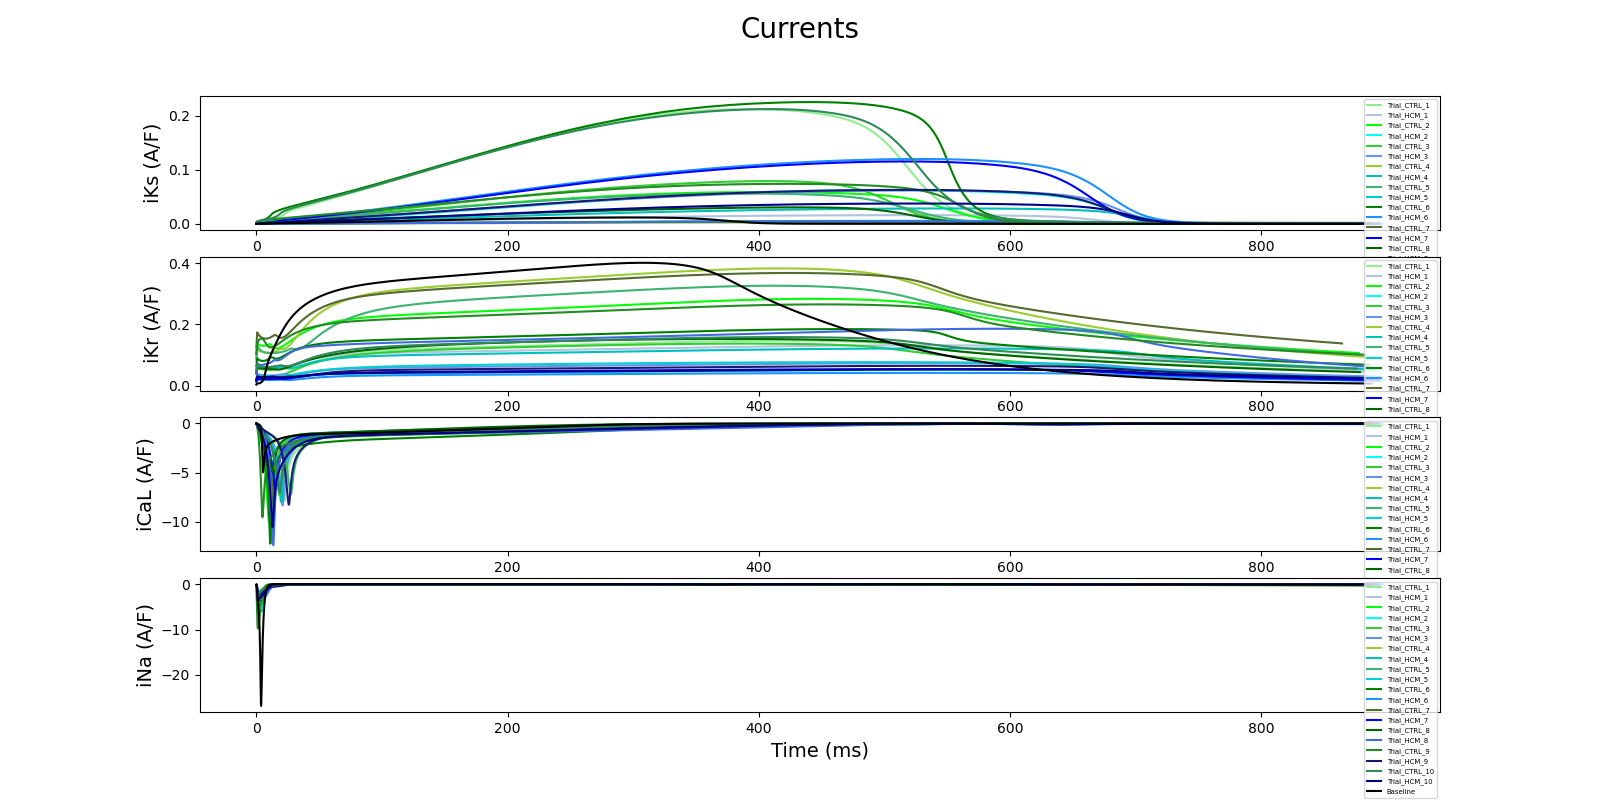 Currents
iKs (A/F)
0.2
0.1
0.0
0
200
400
600
800
Trial_CTRL_1
Trial_HCM_1
Trial_CTRL_2
Trial_HCM_2
Trial_CTRL_3
Trial_HCM_3
Trial_CTRL_4
Trial_HCM_4
Trial_CTRL_5
Trial_HCM_5
Trial_CTRL_6
Trial_HCM_6
Trial_CTRL_7
Trial_HCM_7
Trial_CTRL_8
iKr (A/F)
0.4
0.2
0.0
0
200
400
600
800
Trial_CTRL_1
Trial_HCM_1
Trial_CTRL_2
Trial_HCM_2
Trial_CTRL_3
Trial_HCM_3
Trial_CTRL_4
Trial_HCM_4
Trial_CTRL_5
Trial_HCM_5
Trial_CTRL_6
Trial_HCM_6
Trial_CTRL_7
Trial_HCM_7
Trial_CTRL_8
iCaL (A/F)
0
−5
−10
0
200
400
600
800
Trial_CTRL_1
Trial_HCM_1
Trial_CTRL_2
Trial_HCM_2
Trial_CTRL_3
Trial_HCM_3
Trial_CTRL_4
Trial_HCM_4
Trial_CTRL_5
Trial_HCM_5
Trial_CTRL_6
Trial_HCM_6
Trial_CTRL_7
Trial_HCM_7
Trial_CTRL_8
iNa (A/F)
0
−10
−20
0
200
400
600
800
Time (ms)
Trial_CTRL_1
Trial_HCM_1
Trial_CTRL_2
Trial_HCM_2
Trial_CTRL_3
Trial_HCM_3
Trial_CTRL_4
Trial_HCM_4
Trial_CTRL_5
Trial_HCM_5
Trial_CTRL_6
Trial_HCM_6
Trial_CTRL_7
Trial_HCM_7
Trial_CTRL_8
Trial_HCM_8
Trial_CTRL_9
Trial_HCM_9
Trial_CTRL_10
Trial_HCM_10
Baseline